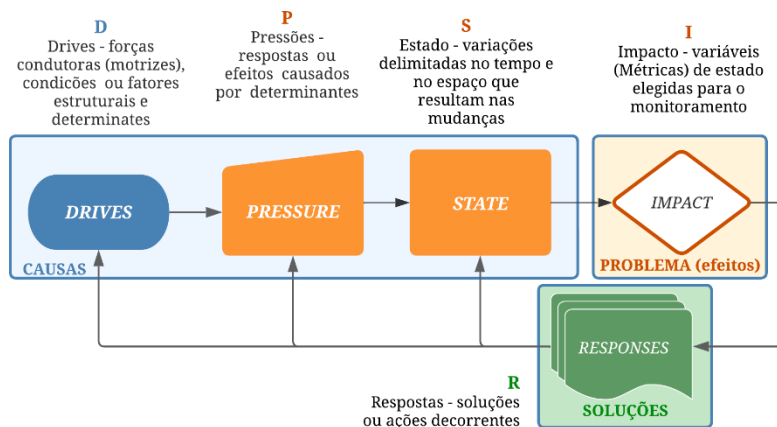 D
Drives - forças
condutoras (motrizes),
condicões ou fatores
estruturais e
determinates
P
Pressões -
respostas ou
efeitos causados
por determinantes
S
Estado - variações
delimitadas no tempo e
no espaço que
resultam nas
mudanças
I
Impacto - variáveis
(Métricas) de estado
elegidas para o
monitoramento
DRIVES
PRESSURE
STATE
IMPACT
CAUSAS
PROBLEMA (efeitos)
RESPONSES
SOLUÇÕES
R
Respostas - soluções
ou ações decorrentes